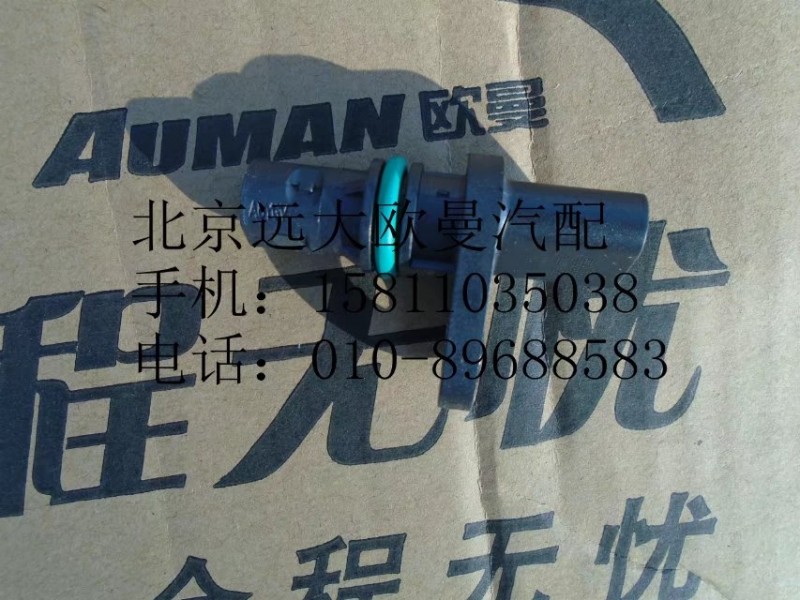 AUMAN 欧曼
北京远大欧曼汽配
手机：15811035038
电话：010-89688583
程无忧
全程无忧